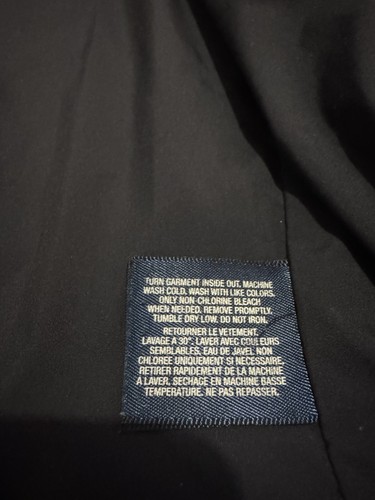 TURN GARMENT INSIDE OUT. MACHINE
WASH COLD. WASH WITH LIKE COLORS.
ONLY NON-CHLORINE BLEACH
WHEN NEEDED. REMOVE PROMPTLY.
TUMBLE DRY LOW. DO NOT IRON.
RETOURNER LE VETEMENT.
LAVAGE A 30°. LAVER AVEC COULEURS
SEMBLABLES. EAU DE JAVEL NON
CHLOREE UNIQUEMENT SI NECESSAIRE.
RETIRER RAPIDEMENT DE LA MACHINE
A LAVER. SECHAGE EN MACHINE BASSE
TEMPERATURE. NE PAS REPASSER.